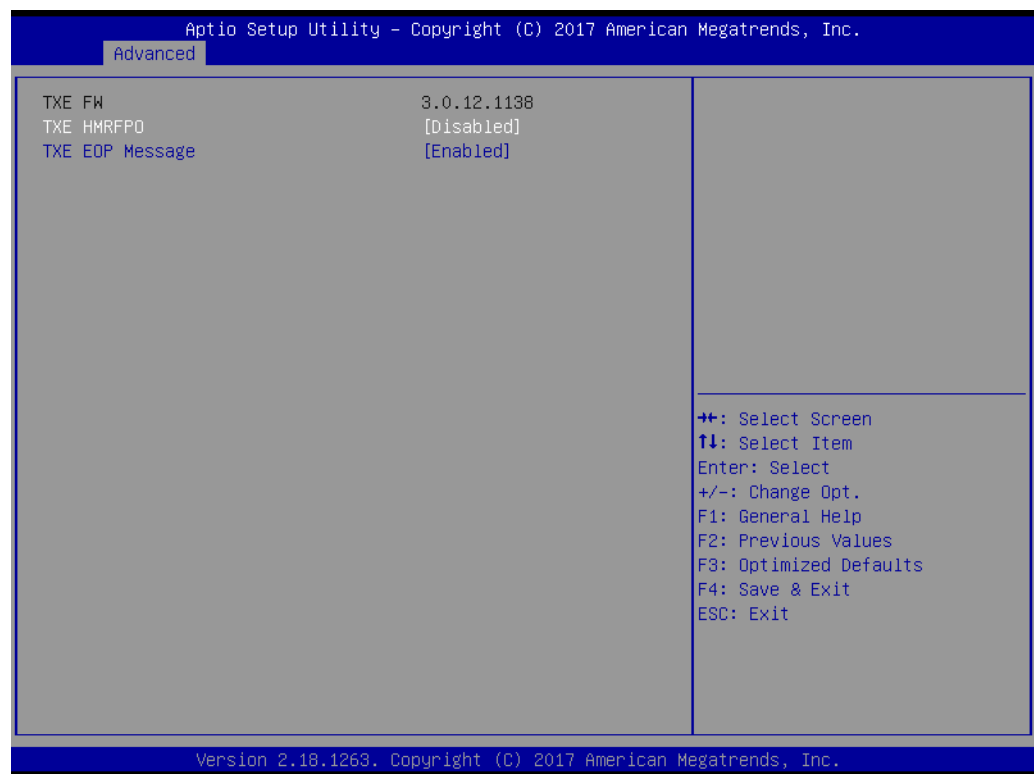 Aptio Setup Utility – Copyright (C) 2017 American Megatrends, Inc.
Advanced
TXE FW 3.0.12.1138
TXE HMRFPO [Disabled]
TXE EOP Message [Enabled]
→←: Select Screen
↑↓: Select Item
Enter: Select
+/-: Change Opt.
F1: General Help
F2: Previous Values
F3: Optimized Defaults
F4: Save & Exit
ESC: Exit
Version 2.18.1263. Copyright (C) 2017 American Megatrends, Inc.